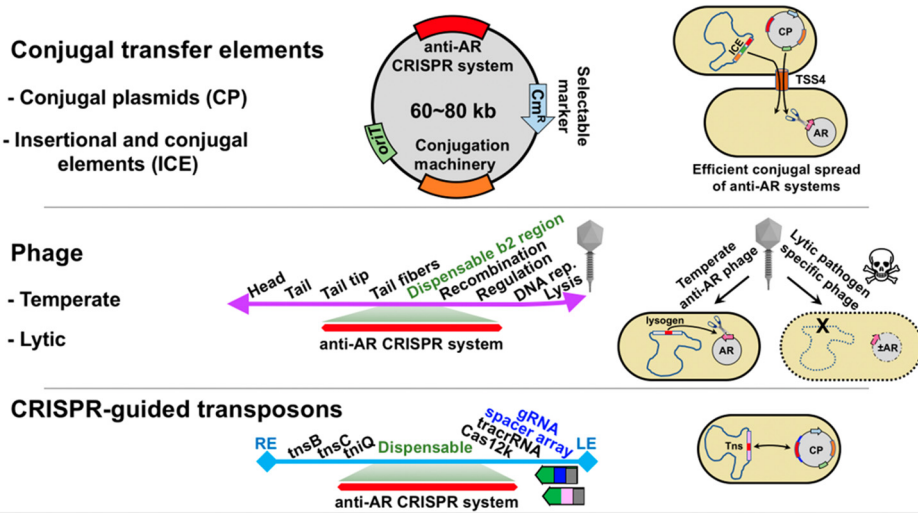 Conjugal transfer elements
- Conjugal plasmids (CP)
- Insertional and conjugal
elements (ICE)
anti-AR
CRISPR system
60~80 kb
Conjugation
machinery
oriT
CmR
Selectable
marker
ICE
CP
TSS4
AR
Efficient conjugal spread
of anti-AR systems
Phage
- Temperate
- Lytic
Head
Tail
Tail tip
Tail fibers
Dispensable b2 region
Recombination
Regulation
DNA rep.
Lysis
anti-AR CRISPR system
Temperate
anti-AR phage
Lytic pathogen
specific phage
lysogen
AR
X
±AR
CRISPR-guided transposons
RE
tnsB
tnsC
tniQ
Dispensable
Cas12k
tracrRNA
spacer array
gRNA
LE
anti-AR CRISPR system
Tns
CP